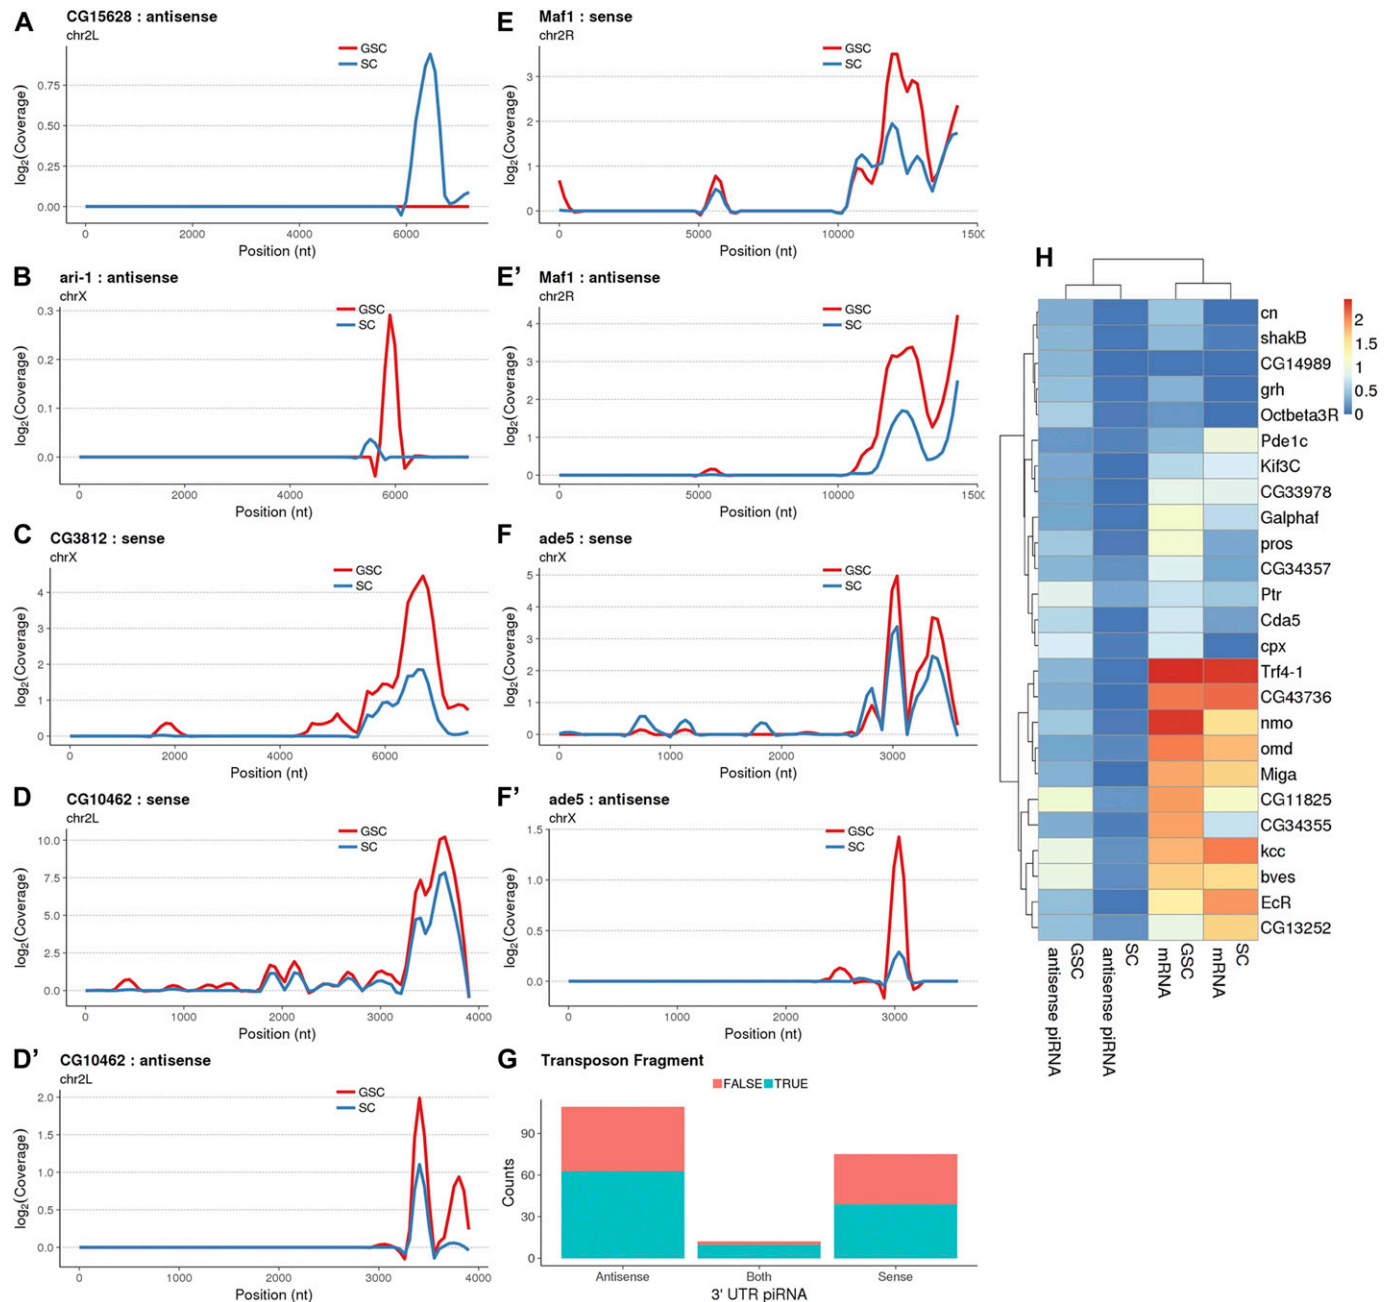 A
CG15628 : antisense
chr2L
GSC
SC
0.75
0.50
0.25
0.00
log2(Coverage)
0
2000
4000
6000
Position (nt)
B
ari-1 : antisense
chrX
GSC
SC
0.3
0.2
0.1
0.0
log2(Coverage)
0
2000
4000
6000
Position (nt)
C
CG3812 : sense
chrX
GSC
SC
4
3
2
1
0
log2(Coverage)
0
2000
4000
6000
Position (nt)
D
CG10462 : sense
chr2L
GSC
SC
10.0
7.5
5.0
2.5
0.0
log2(Coverage)
0
1000
2000
3000
4000
Position (nt)
D’
CG10462 : antisense
chr2L
GSC
SC
2.0
1.5
1.0
0.5
0.0
log2(Coverage)
0
1000
2000
3000
4000
Position (nt)
E
Maf1 : sense
chr2R
GSC
SC
3
2
1
0
log2(Coverage)
0
5000
10000
1500
Position (nt)
E’
Maf1 : antisense
chr2R
GSC
SC
4
3
2
1
0
log2(Coverage)
0
5000
10000
1500
Position (nt)
F
ade5 : sense
chrX
GSC
SC
5
4
3
2
1
0
log2(Coverage)
0
1000
2000
3000
Position (nt)
F’
ade5 : antisense
chrX
GSC
SC
1.5
1.0
0.5
0.0
log2(Coverage)
0
1000
2000
3000
Position (nt)
G
Transposon Fragment
FALSE
TRUE
90
60
30
0
Counts
Antisense
Both
Sense
3' UTR piRNA
H
cn
shakB
CG14989
grh
Octbeta3R
Pde1c
Kif3C
CG33978
Galphaf
pros
CG34357
Ptr
Cda5
cpx
Trf4-1
CG43736
nmo
omd
Miga
CG11825
CG34355
kcc
bves
EcR
CG13252
2
1.5
1
0.5
0
GSC
antisense piRNA
SC
antisense piRNA
GSC
mRNA
SC
mRNA